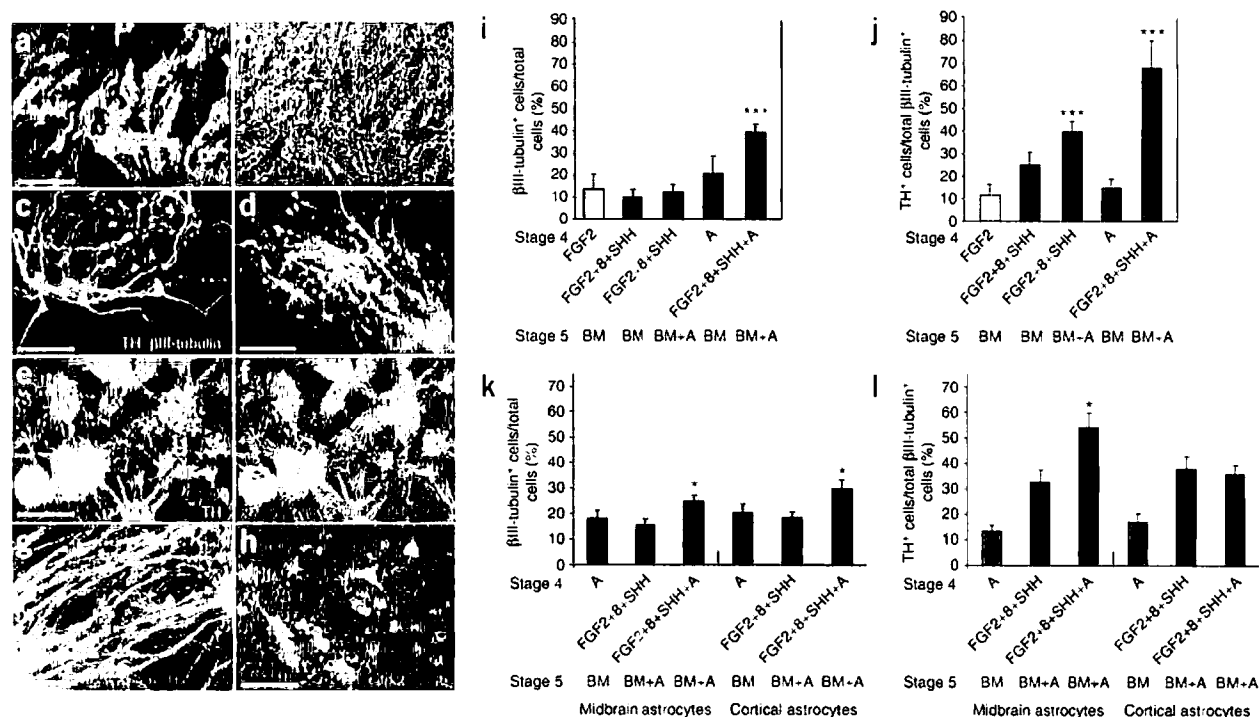 a
b
c
TH βIII-tubulin
d
e
TH
f
g
h
i
βIII-tubulin⁺ cells/total cells (%)
90
80
70
60
50
40
30
20
10
0
***
Stage 4
FGF2
FGF2+8+SHH
FGF2+8+SHH
A
FGF2+8+SHH+A
Stage 5 BM BM BM+A BM BM+A
j
TH⁺ cells/total βIII-tubulin⁺ cells (%)
90
80
70
60
50
40
30
20
10
0
***
***
Stage 4
FGF2
FGF2+8+SHH
FGF2+8+SHH
A
FGF2+8+SHH+A
Stage 5 BM BM BM+A BM BM+A
k
βIII-tubulin⁺ cells/total cells (%)
70
60
50
40
30
20
10
0
*
*
Stage 4
A
FGF2+8+SHH
FGF2+8+SHH+A
A
FGF2+8+SHH
FGF2+8+SHH+A
Stage 5 BM BM+A BM+A BM BM+A BM+A
Midbrain astrocytes Cortical astrocytes
l
TH⁺ cells/total βIII-tubulin⁺ cells (%)
70
60
50
40
30
20
10
0
*
Stage 4
A
FGF2+8+SHH
FGF2+8+SHH+A
A
FGF2+8+SHH
FGF2+8+SHH+A
Stage 5 BM BM+A BM+A BM BM+A BM+A
Midbrain astrocytes Cortical astrocytes